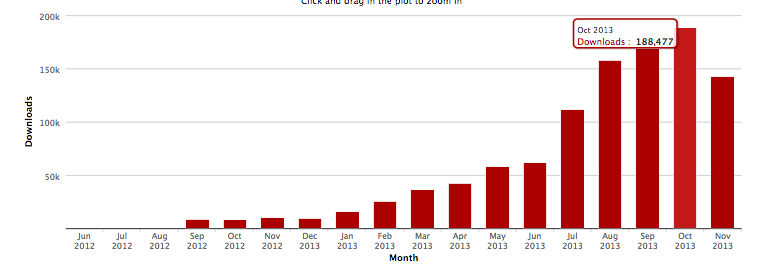 Click and drag in the plot to zoom in
200k
Oct 2013
Downloads : 188,477
150k
100k
50k
Downloads
Jun Jul Aug Sep Oct Nov Dec Jan Feb Mar Apr May Jun Jul Aug Sep Oct Nov
2012 2012 2012 2012 2012 2012 2013 2013 2013 2013 2013 2013 2013 2013 2013 2013 2013 2013
Month